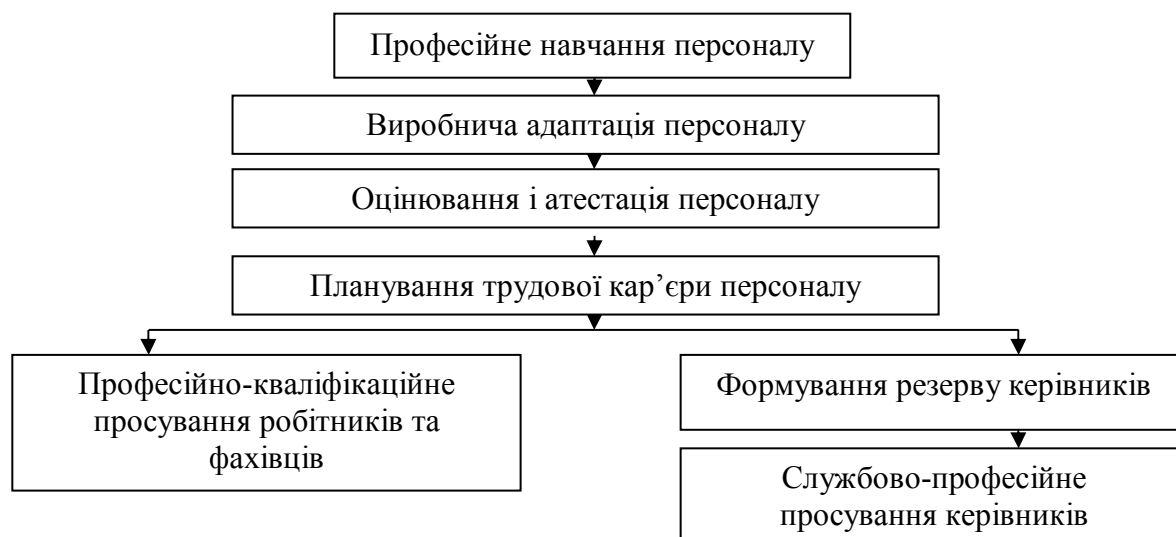 Професійне навчання персоналу
Виробнича адаптація персоналу
Оцінювання і атестація персоналу
Планування трудової кар’єри персоналу
Професійно-кваліфікаційне
просування робітників та
фахівців
Формування резерву керівників
Службово-професійне
просування керівників